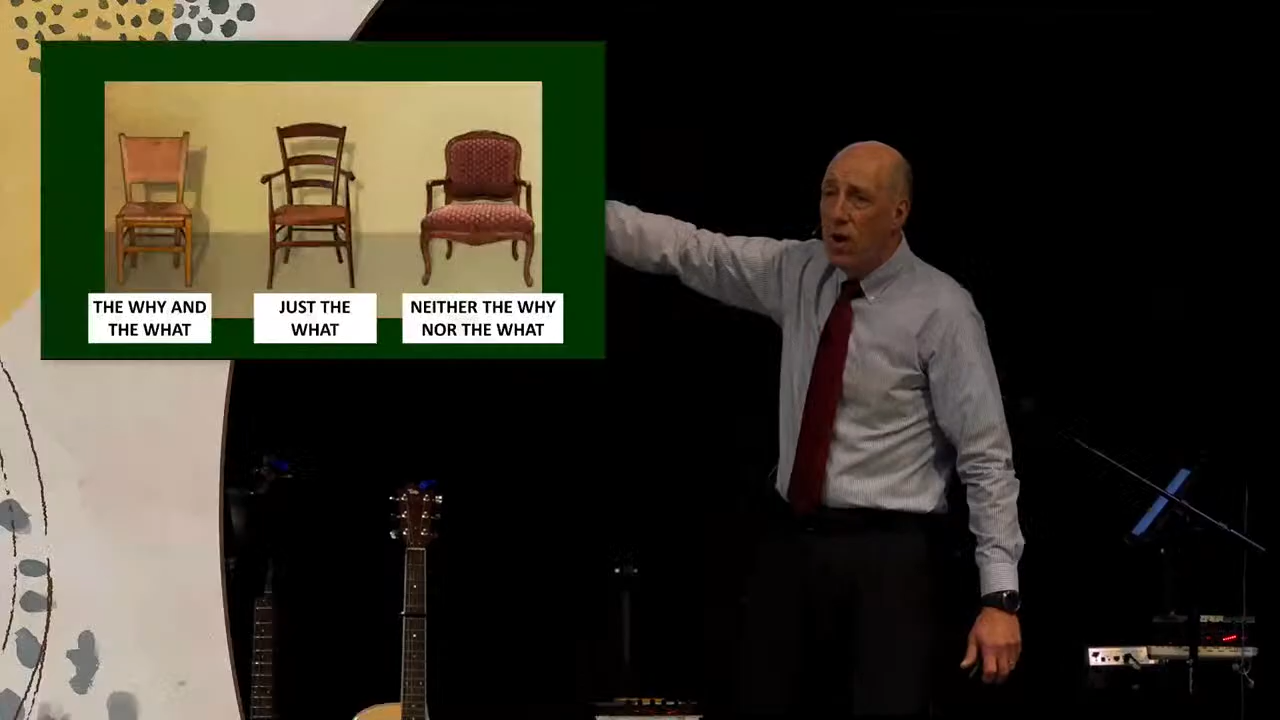 THE WHY AND
THE WHAT
JUST THE
WHAT
NEITHER THE WHY
NOR THE WHAT